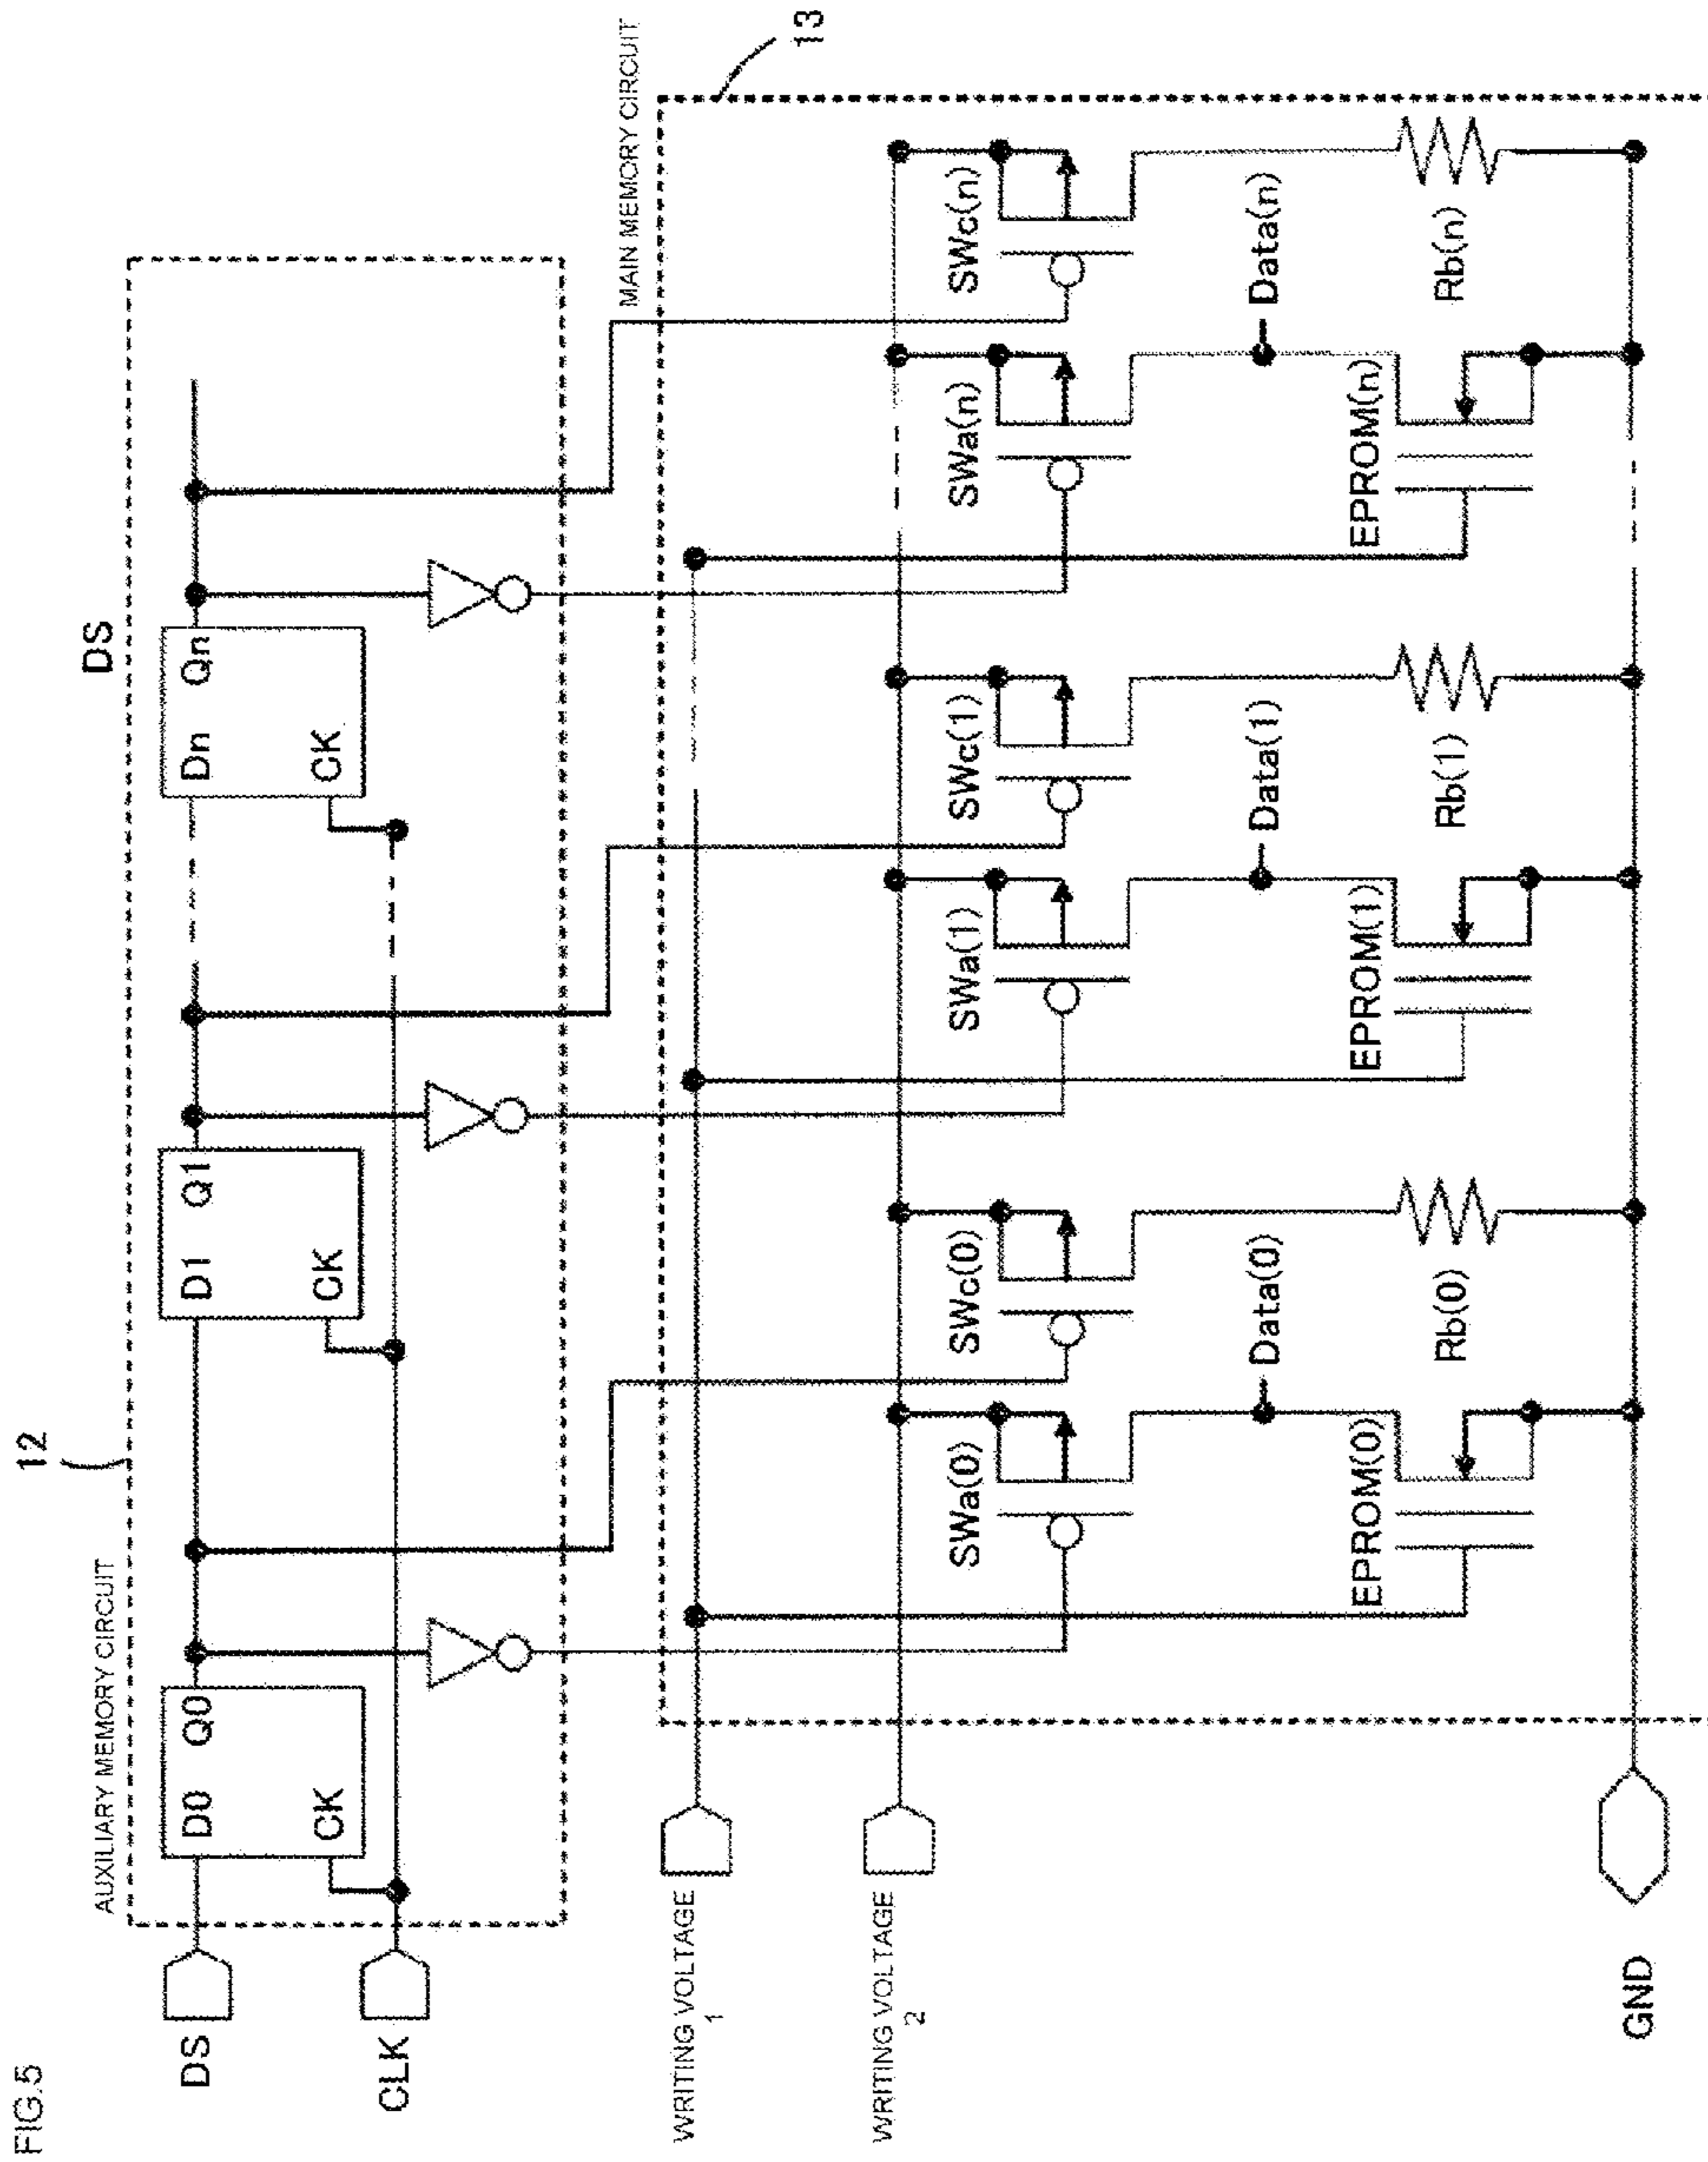 FIG.5
12
AUXILIARY MEMORY CIRCUIT
DS
DS
D0 Q0
CK
D1 Q1
CK
Dn Qn
CK
CLK
MAIN MEMORY CIRCUIT
13
WRITING VOLTAGE
1
WRITING VOLTAGE
2
SWa(0)
SWc(0)
SWa(1)
SWc(1)
SWa(n)
SWc(n)
Data(0)
Data(1)
Data(n)
EPROM(0)
Rb(0)
EPROM(1)
Rb(1)
EPROM(n)
Rb(n)
GND